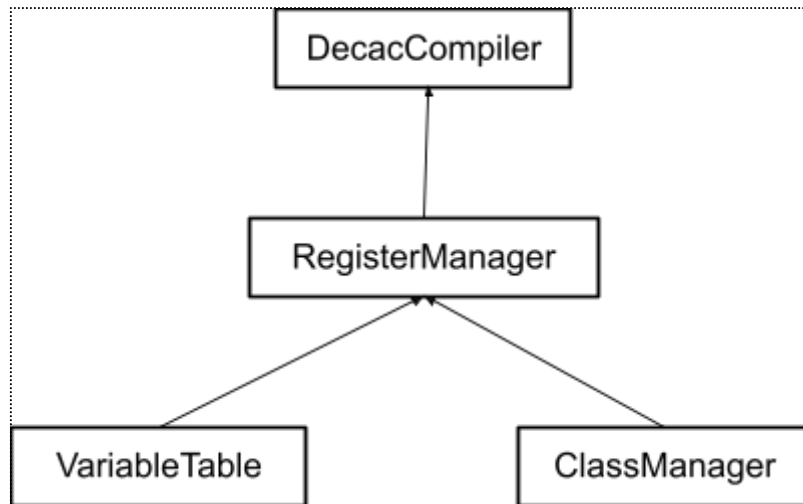 DecacCompiler
RegisterManager
VariableTable
ClassManager